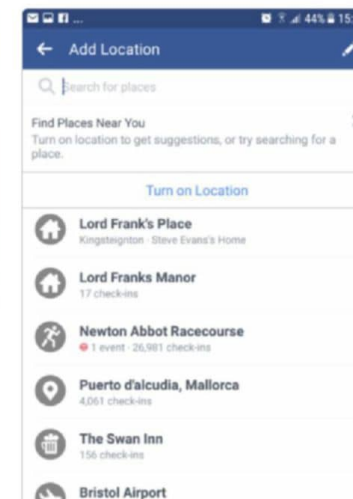 44% 15:
Add Location
Search for places
Find Places Near You
Turn on location to get suggestions, or try searching for a
place.
Turn on Location
Lord Frank's Place
Kingsteignton · Steve Evans's Home
Lord Franks Manor
17 check-ins
Newton Abbot Racecourse
1 event · 26,981 check-ins
Puerto d'alcudia, Mallorca
4,061 check-ins
The Swan Inn
156 check-ins
Bristol Airport